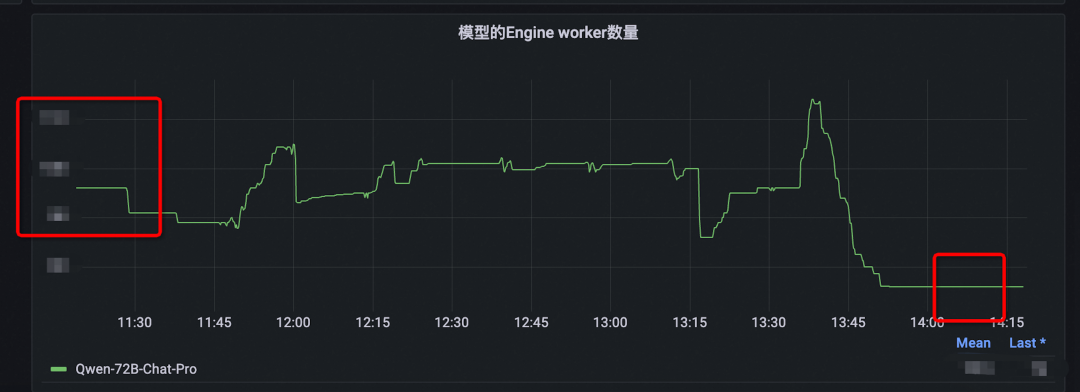 模型的Engine worker数量
11:30 11:45 12:00 12:15 12:30 12:45 13:00 13:15 13:30 13:45 14:00 14:15
Mean Last *
Qwen-72B-Chat-Pro